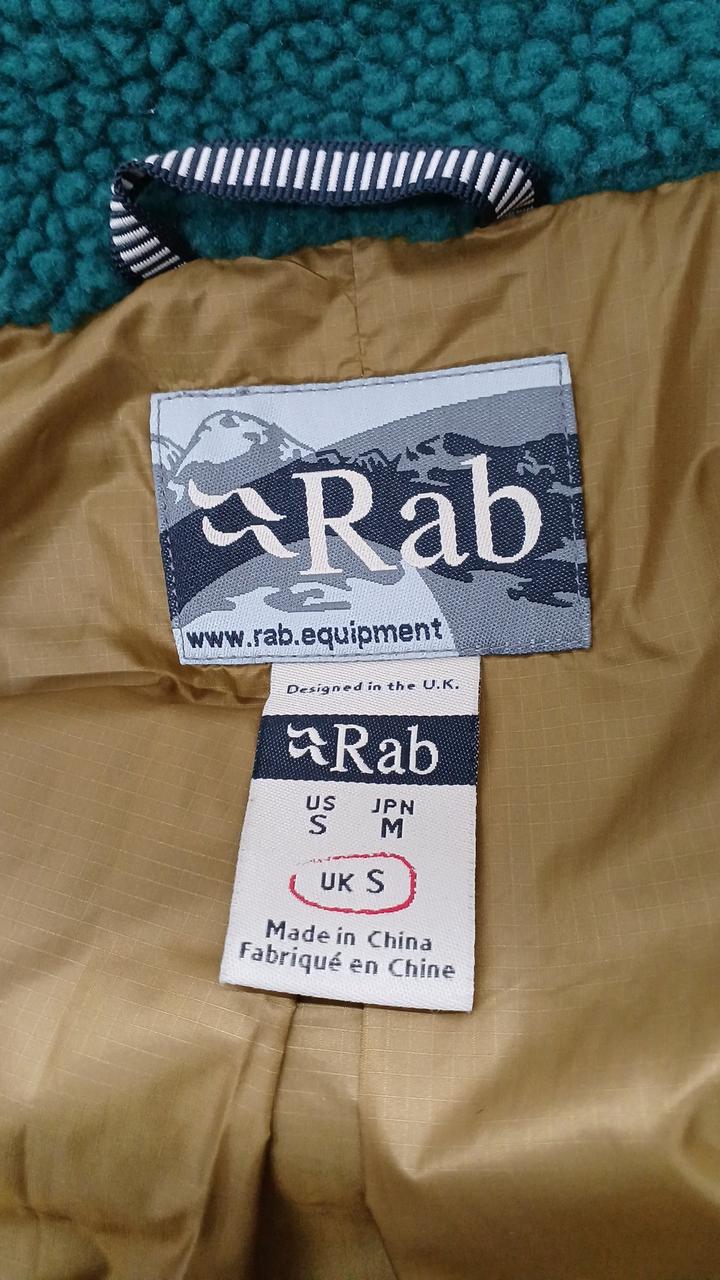 Rab
www.rab.equipment
Designed in the U.K.
Rab
US JPN
S M
UK S
Made in China
Fabriqué en Chine